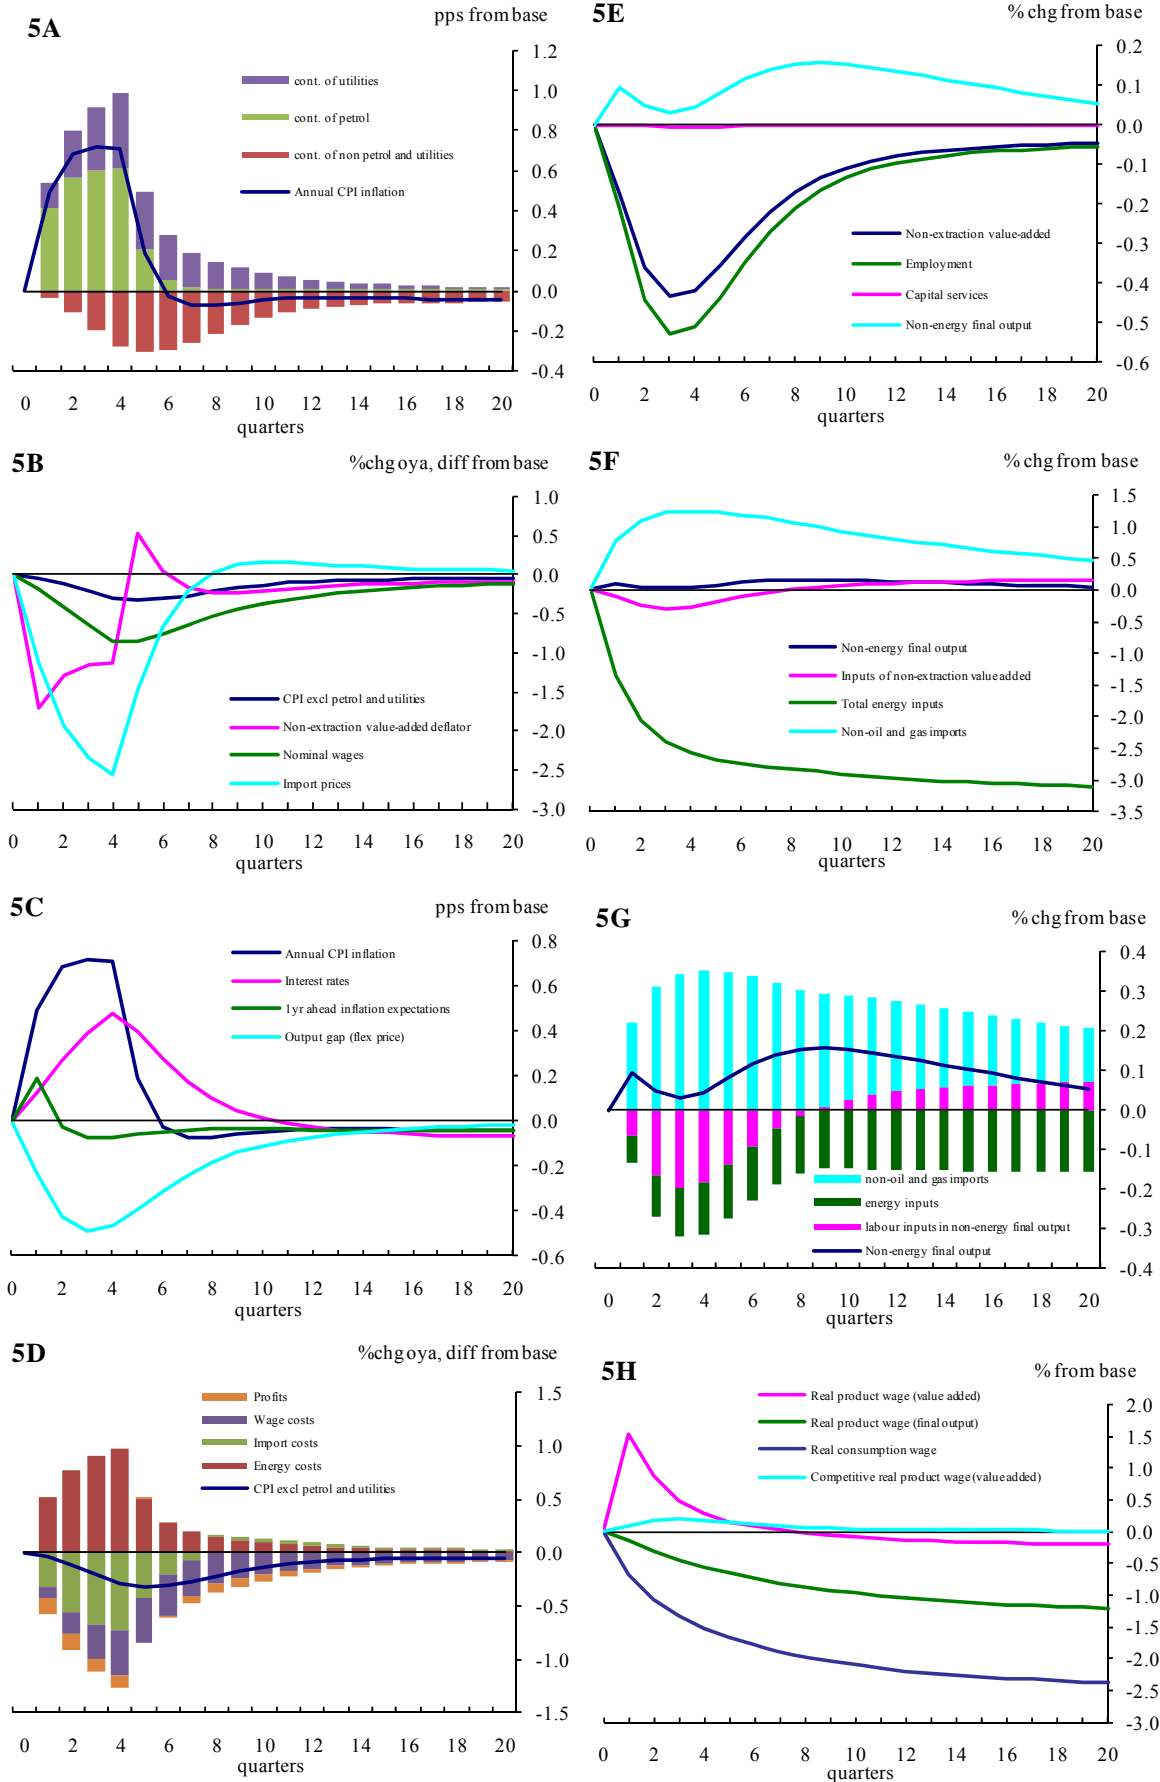 5A
pps from base
cont. of utilities
cont. of petrol
cont. of non petrol and utilities
Annual CPI inflation
1.2
1.0
0.8
0.6
0.4
0.2
0.0
-0.2
-0.4
0 2 4 6 8 10 12 14 16 18 20
quarters
5B
%chg oya, diff from base
1.0
0.5
0.0
-0.5
-1.0
-1.5
-2.0
-2.5
-3.0
CPI excl petrol and utilities
Non-extraction value-added deflator
Nominal wages
Import prices
0 2 4 6 8 10 12 14 16 18 20
quarters
5C
pps from base
Annual CPI inflation
Interest rates
1yr ahead inflation expectations
Output gap (flex price)
0.8
0.6
0.4
0.2
0.0
-0.2
-0.4
-0.6
0 2 4 6 8 10 12 14 16 18 20
quarters
5D
%chg oya, diff from base
Profits
Wage costs
Import costs
Energy costs
CPI excl petrol and utilities
1.5
1.0
0.5
0.0
-0.5
-1.0
-1.5
0 2 4 6 8 10 12 14 16 18 20
quarters
5E
% chg from base
0.2
0.1
0.0
-0.1
-0.2
-0.3
-0.4
-0.5
-0.6
Non-extraction value-added
Employment
Capital services
Non-energy final output
0 2 4 6 8 10 12 14 16 18 20
quarters
5F
% chg from base
1.5
1.0
0.5
0.0
-0.5
-1.0
-1.5
-2.0
-2.5
-3.0
-3.5
Non-energy final output
Inputs of non-extraction value added
Total energy inputs
Non-oil and gas imports
0 2 4 6 8 10 12 14 16 18 20
quarters
5G
% chg from base
0.4
0.3
0.2
0.1
0.0
-0.1
-0.2
-0.3
-0.4
non-oil and gas imports
energy inputs
labour inputs in non-energy final output
Non-energy final output
0 2 4 6 8 10 12 14 16 18 20
quarters
5H
% from base
Real product wage (value added)
Real product wage (final output)
Real consumption wage
Competitive real product wage (value added)
2.0
1.5
1.0
0.5
0.0
-0.5
-1.0
-1.5
-2.0
-2.5
-3.0
0 2 4 6 8 10 12 14 16 18 20
quarters